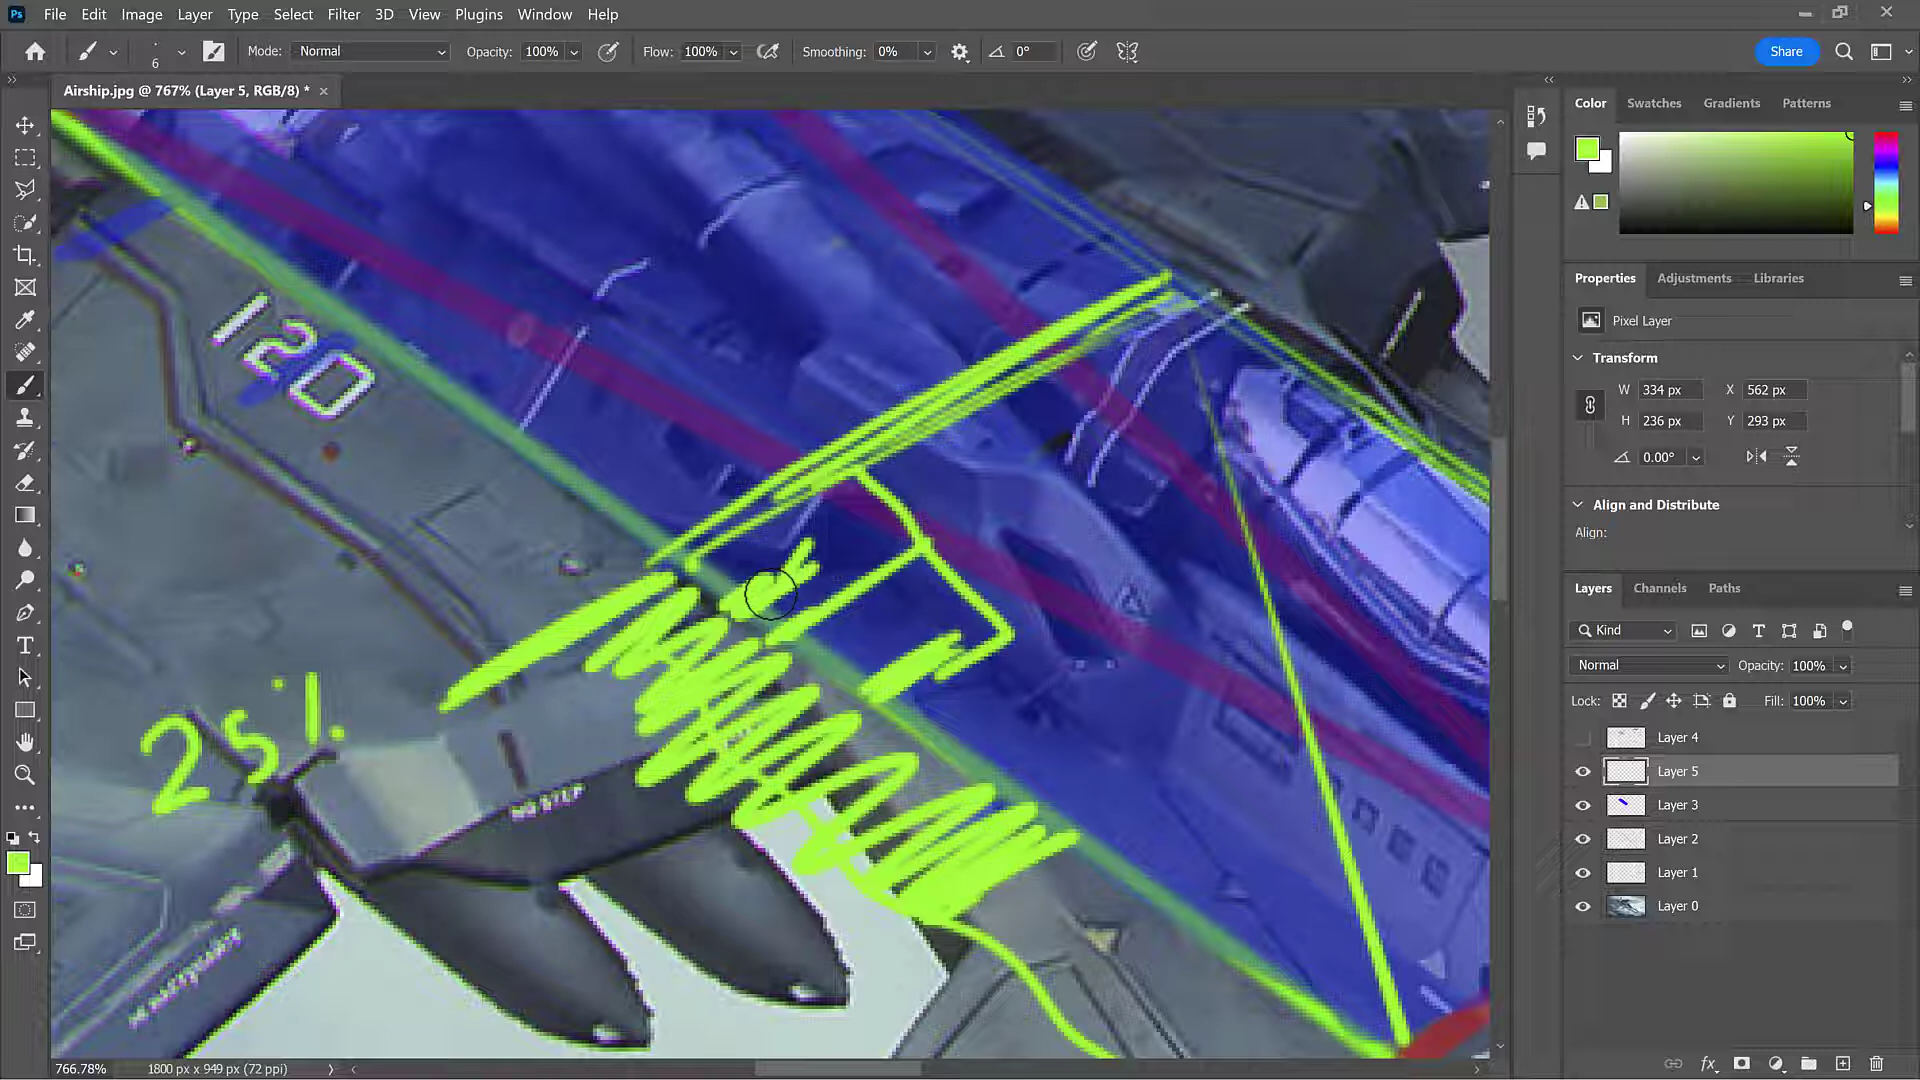 Ps File Edit Image Layer Type Select Filter 3D View Plugins Window Help
6 Mode: Normal Opacity: 100% Flow: 100% Smoothing: 0% 0° Share
Airship.jpg @ 767% (Layer 5, RGB/8) * ×
Color Swatches Gradients Patterns
Properties Adjustments Libraries
Pixel Layer
Transform
W 334 px X 562 px
H 236 px Y 293 px
0.00°
Align and Distribute
Align:
Layers Channels Paths
Kind
Normal Opacity: 100%
Lock: Fill: 100%
Layer 4
Layer 5
Layer 3
Layer 2
Layer 1
Layer 0
120
25%
NO STEP
766.78% 1800 px x 949 px (72 ppi)